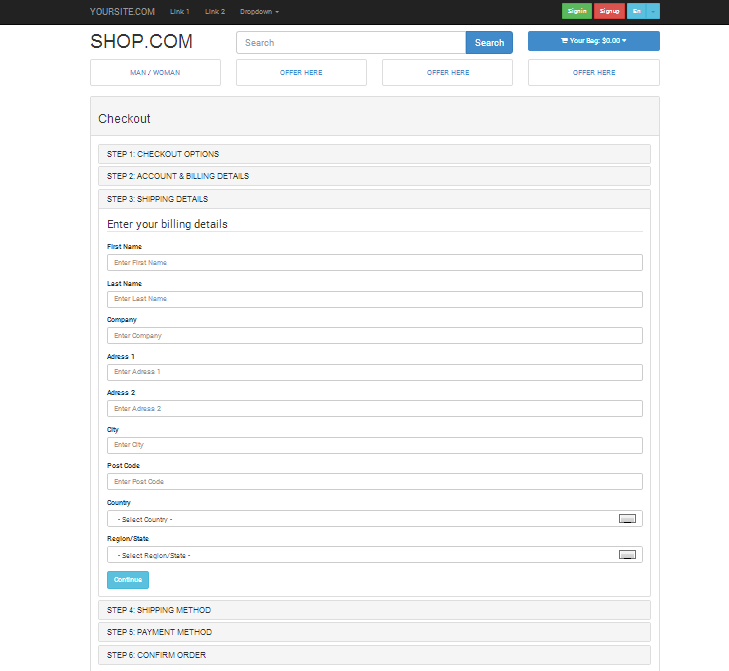 YOURSITE.COM Link 1 Link 2 Dropdown Signin Signup En
SHOP.COM Search Search Your Bag: $0.00
MAN / WOMAN OFFER HERE OFFER HERE OFFER HERE
Checkout
STEP 1: CHECKOUT OPTIONS
STEP 2: ACCOUNT & BILLING DETAILS
STEP 3: SHIPPING DETAILS
Enter your billing details
First Name
Enter First Name
Last Name
Enter Last Name
Company
Enter Company
Adress 1
Enter Adress 1
Adress 2
Enter Adress 2
City
Enter City
Post Code
Enter Post Code
Country
- Select Country -
Region/State
- Select Region/State -
Continue
STEP 4: SHIPPING METHOD
STEP 5: PAYMENT METHOD
STEP 6: CONFIRM ORDER